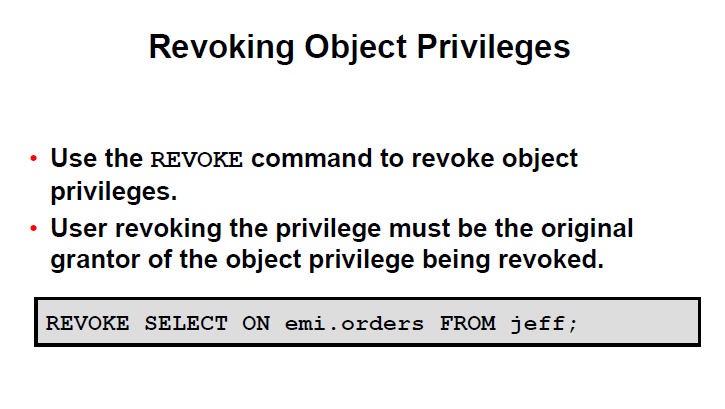 Revoking Object Privileges
• Use the REVOKE command to revoke object
privileges.
• User revoking the privilege must be the original
grantor of the object privilege being revoked.
REVOKE SELECT ON emi.orders FROM jeff;